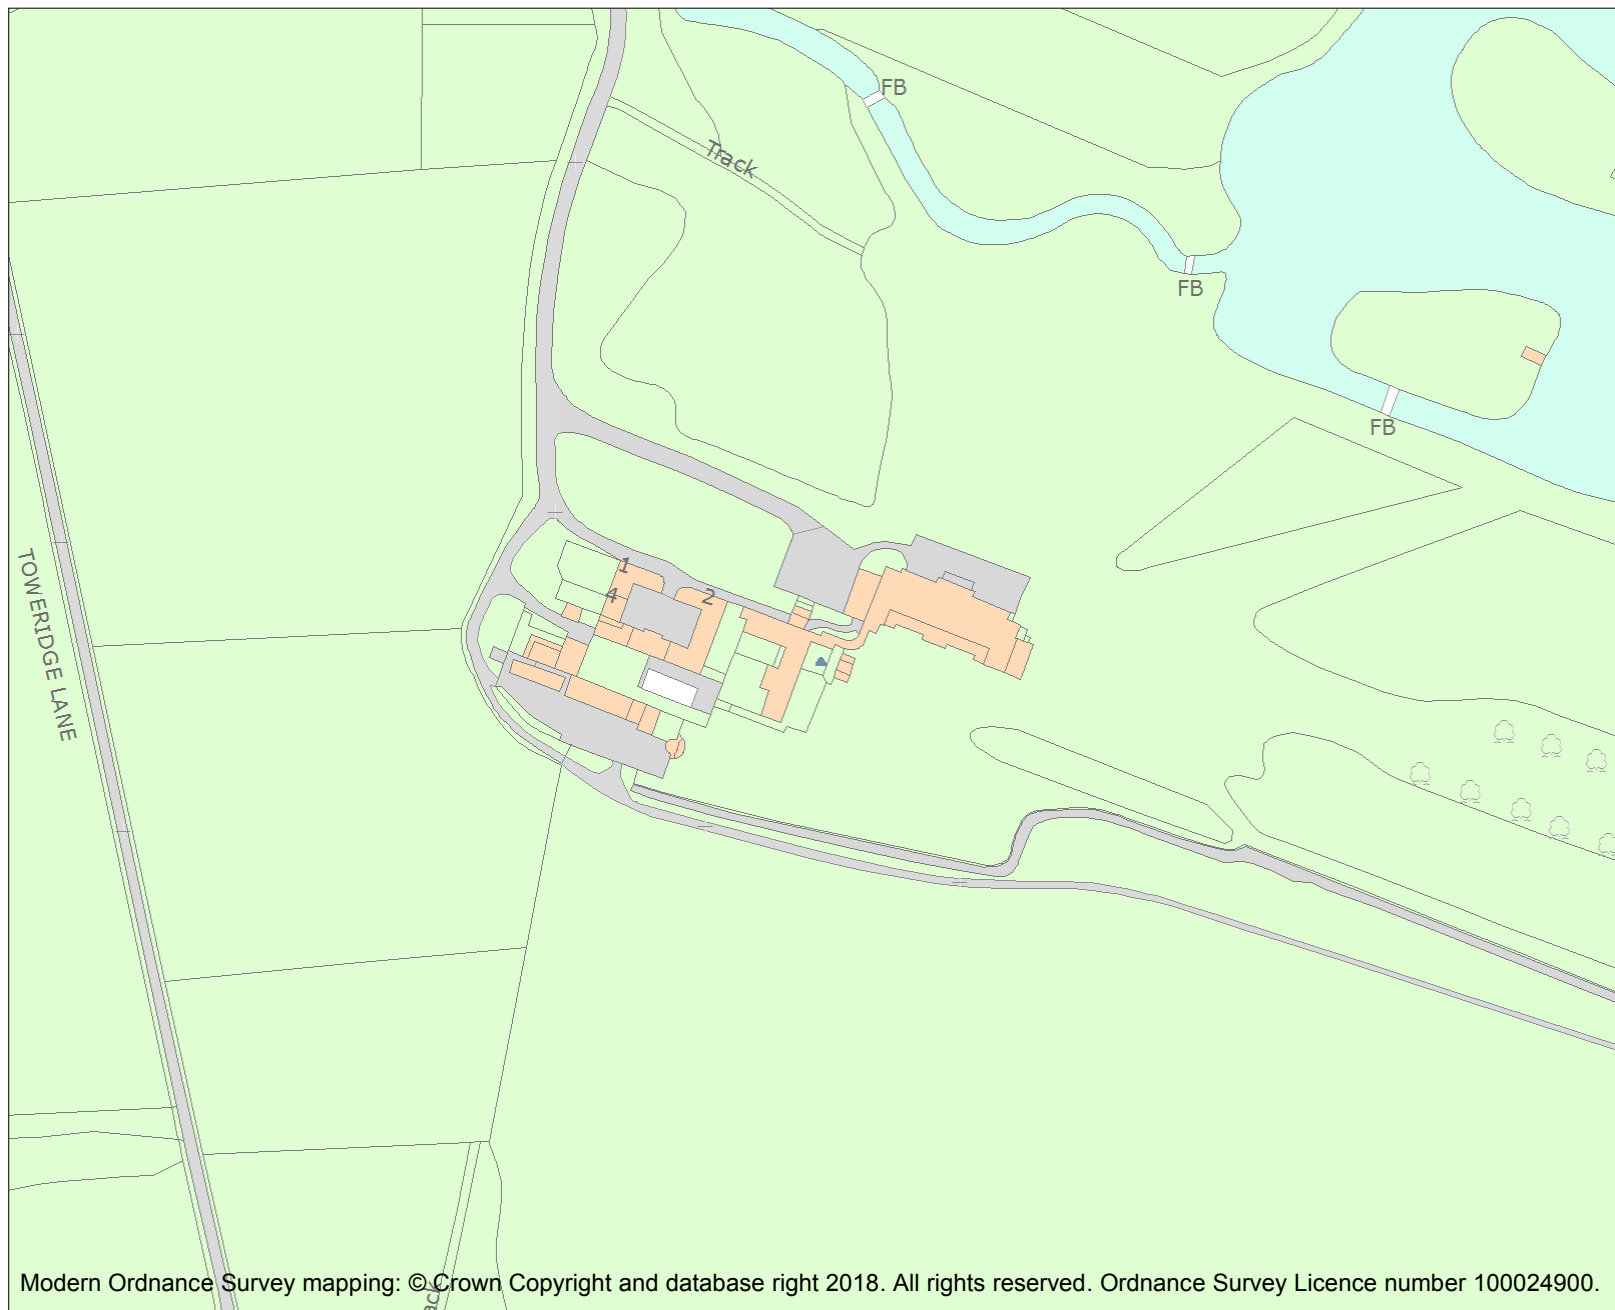 FB
Track
FB
FB
TOWERIDGE LANE
1
4
2
ack
Modern Ordnance Survey mapping: © Crown Copyright and database right 2018. All rights reserved. Ordnance Survey Licence number 100024900.